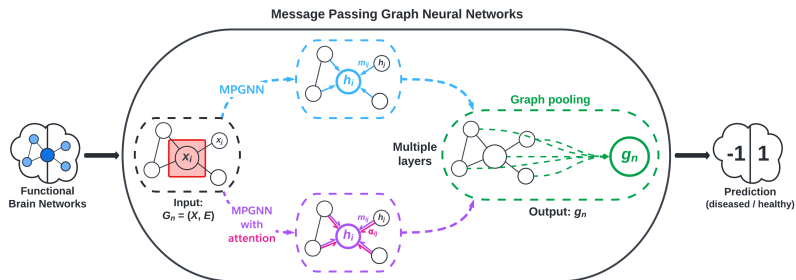 Message Passing Graph Neural Networks
Functional
Brain Networks
x_i
x_j
Input:
G_n = (X, E)
MPGNN
m_ij
h_j
h_i
MPGNN
with
attention
m_ij
h_j
h_i
α_ij
Multiple
layers
Graph pooling
g_n
Output: g_n
-1 1
Prediction
(diseased / healthy)